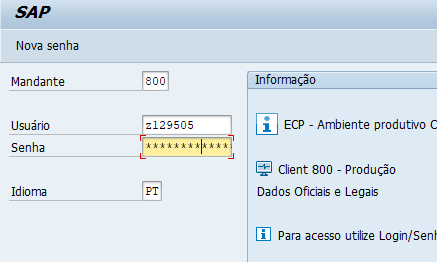 SAP
Nova senha
Mandante 800
Informação
Usuário z129505
ECP - Ambiente produtivo
Senha ************
Client 800 - Produção
Idioma PT
Dados Oficiais e Legais
Para acesso utilize Login/Senh